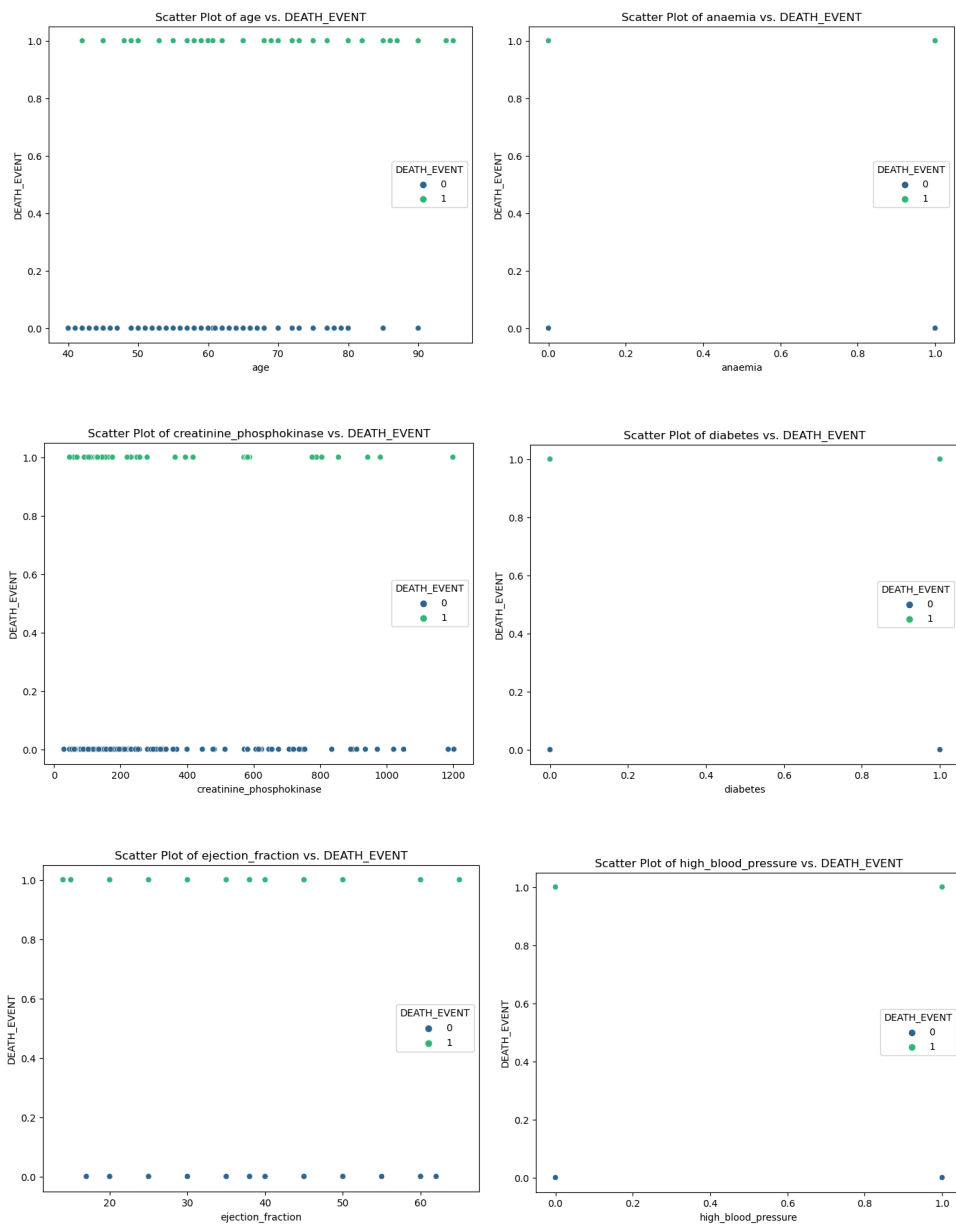 Scatter Plot of age vs. DEATH_EVENT
1.0
0.8
0.6
0.4
0.2
0.0
DEATH_EVENT
DEATH_EVENT
0
1
40 50 60 70 80 90
age
Scatter Plot of anaemia vs. DEATH_EVENT
1.0
0.8
0.6
0.4
0.2
0.0
DEATH_EVENT
DEATH_EVENT
0
1
0.0 0.2 0.4 0.6 0.8 1.0
anaemia
Scatter Plot of creatinine_phosphokinase vs. DEATH_EVENT
1.0
0.8
0.6
0.4
0.2
0.0
DEATH_EVENT
DEATH_EVENT
0
1
0 200 400 600 800 1000 1200
creatinine_phosphokinase
Scatter Plot of diabetes vs. DEATH_EVENT
1.0
0.8
0.6
0.4
0.2
0.0
DEATH_EVENT
DEATH_EVENT
0
1
0.0 0.2 0.4 0.6 0.8 1.0
diabetes
Scatter Plot of ejection_fraction vs. DEATH_EVENT
1.0
0.8
0.6
0.4
0.2
0.0
DEATH_EVENT
DEATH_EVENT
0
1
20 30 40 50 60
ejection_fraction
Scatter Plot of high_blood_pressure vs. DEATH_EVENT
1.0
0.8
0.6
0.4
0.2
0.0
DEATH_EVENT
DEATH_EVENT
0
1
0.0 0.2 0.4 0.6 0.8 1.0
high_blood_pressure